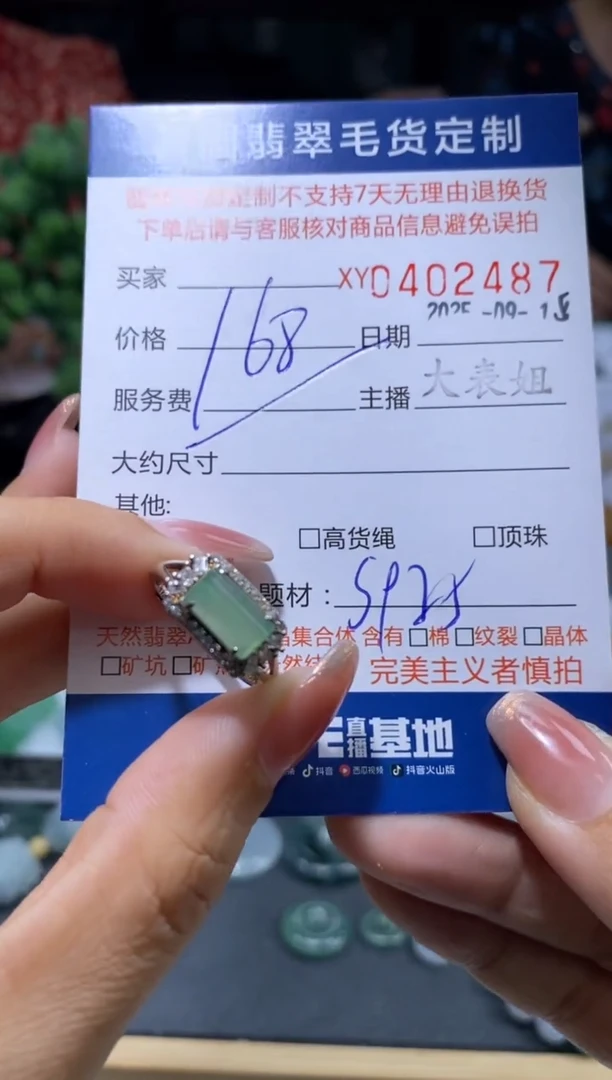 翡翠毛货定制
定制不支持7天无理由退换货
下单后请与客服核对商品信息避免误拍
买家 XY0402487
2025-09-15
价格 168 日期
服务费 主播 大表姐
大约尺寸
其他:
□高货绳 □顶珠
题材:
天然翡翠 晶集合体 含有□棉□纹裂□晶体
□矿坑□矿 完美主义者慎拍
直播基地
抖音 西瓜视频 抖音火山版